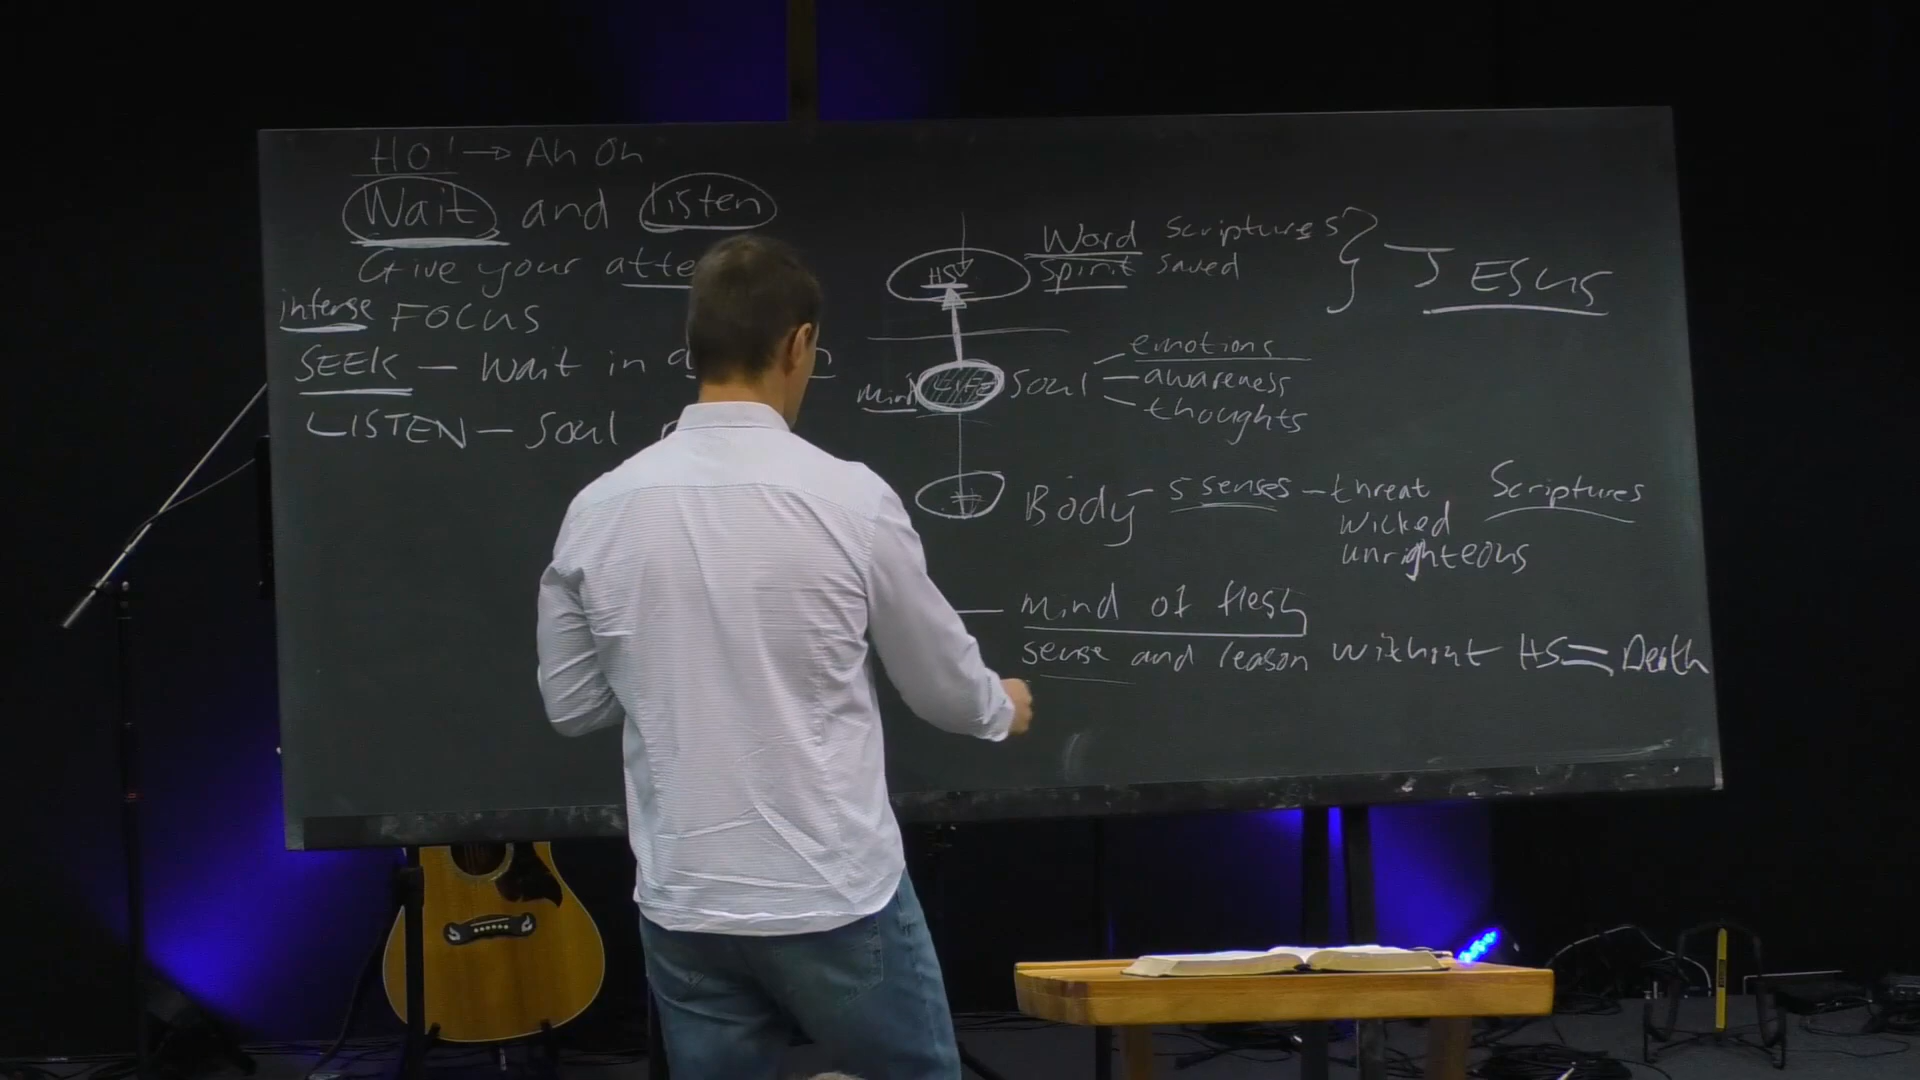 HO' → Ah Oh
Wait and Listen
Give your atte
intense FOCUS
SEEK — Wait in
LISTEN — Soul
Word Scriptures
HS Spirit Saved } JESUS
emotions
mind LIFE Soul — awareness
thoughts
Body — 5 senses — threat Scriptures
wicked
unrighteous
— mind of flesh
sense and reason without HS = Death